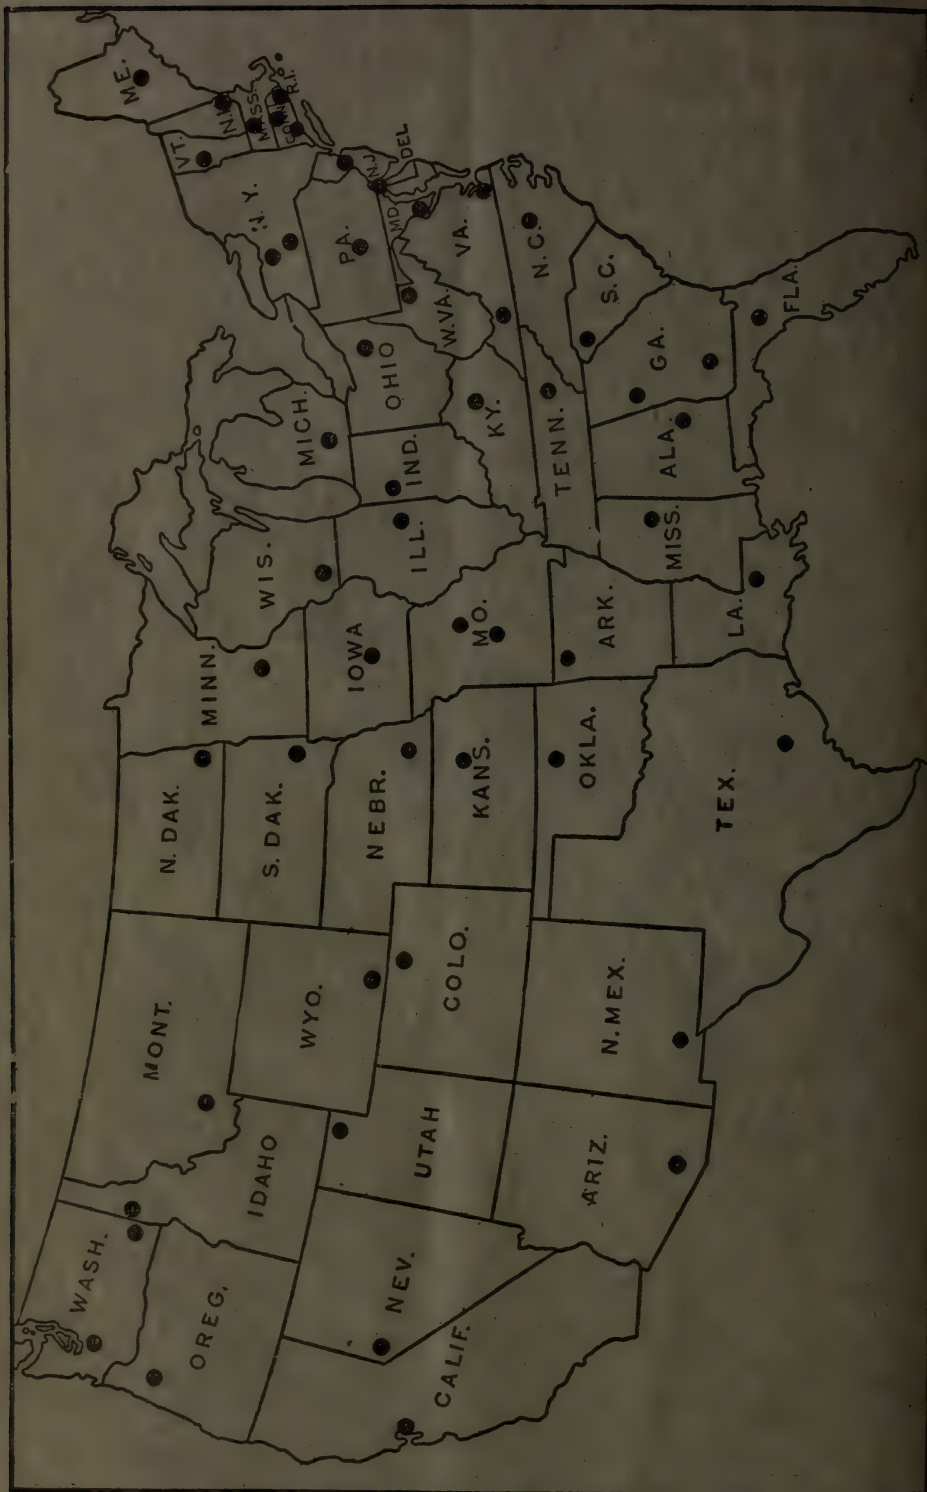 WASH.
OREG.
CALIF.
NEV.
IDAHO
MONT.
WYO.
UTAH
ARIZ.
COLO.
N.MEX.
N. DAK.
S. DAK.
NEBR.
KANS.
OKLA.
TEX.
MINN.
IOWA
MO.
ARK.
LA.
WIS.
ILL.
MICH.
IND.
OHIO
KY.
TENN.
MISS.
ALA.
GA.
FLA.
S.C.
N.C.
VA.
W.VA.
PA.
N.Y.
VT.
N.H.
ME.
MASS.
CONN.
R.I.
N.J.
DEL
MD.